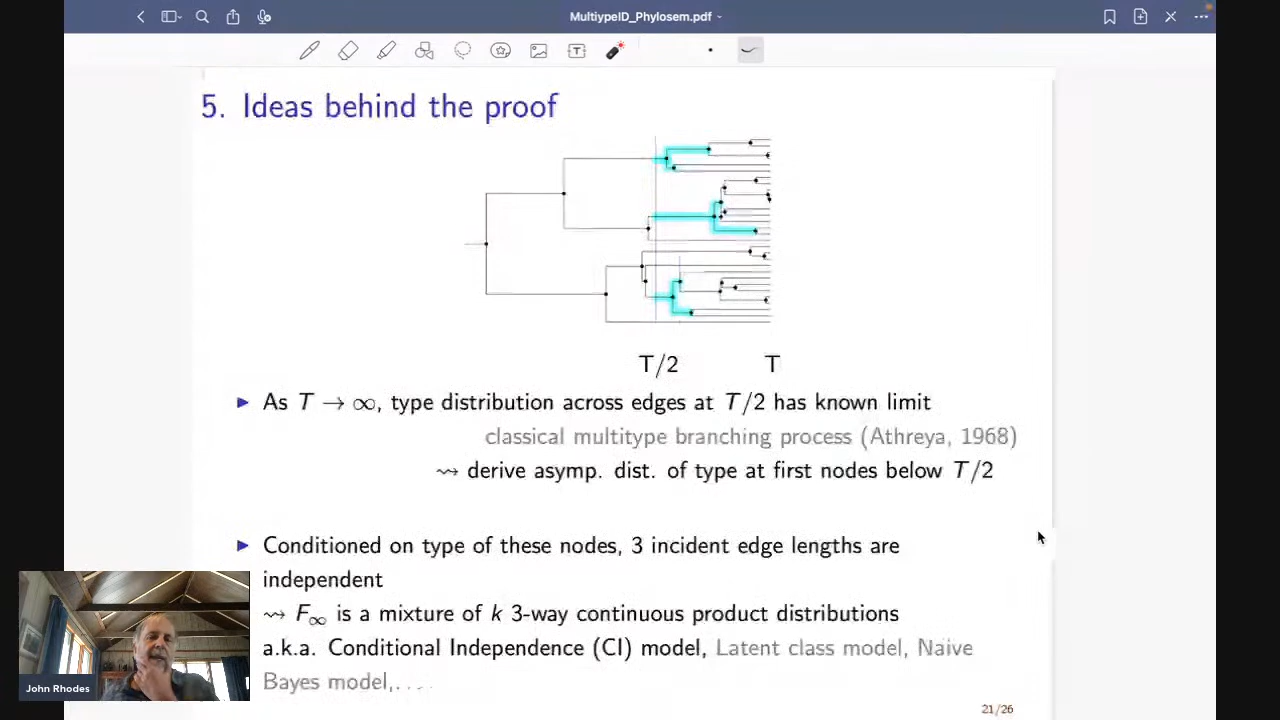 MultiypeID_Phylosem.pdf
5. Ideas behind the proof
T/2 T
▶ As T → ∞, type distribution across edges at T/2 has known limit
classical multitype branching process (Athreya, 1968)
⇝ derive asymp. dist. of type at first nodes below T/2
▶ Conditioned on type of these nodes, 3 incident edge lengths are
independent
⇝ F∞ is a mixture of k 3-way continuous product distributions
a.k.a. Conditional Independence (CI) model, Latent class model, Naive
Bayes model,...
21/26
John Rhodes